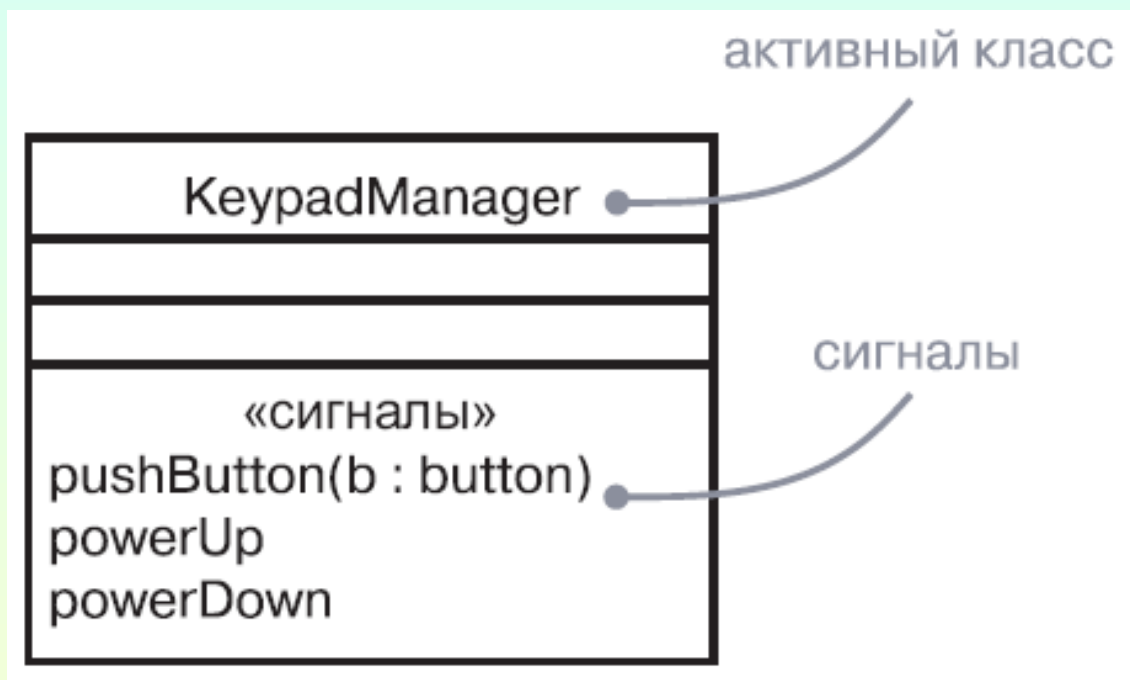 активный класс
KeypadManager
сигналы
«сигналы»
pushButton(b : button)
powerUp
powerDown